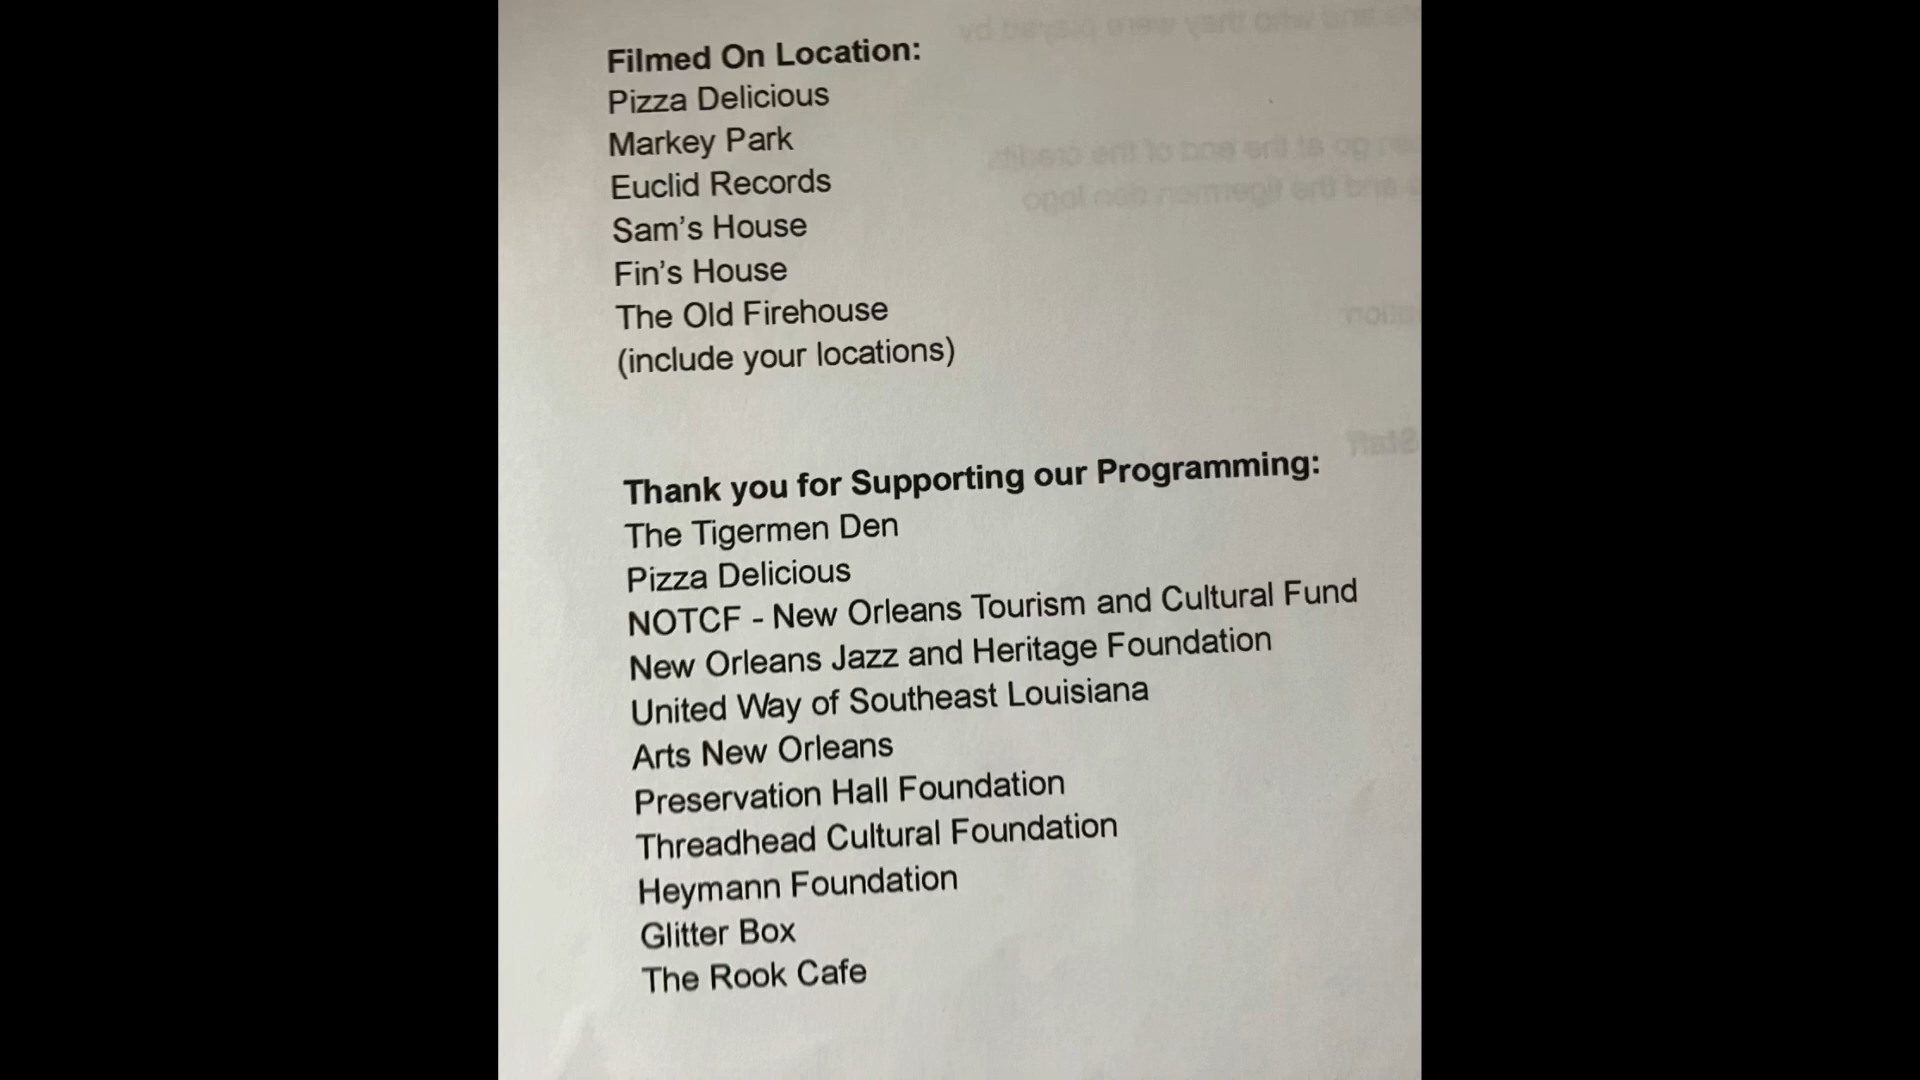 Filmed On Location:
Pizza Delicious
Markey Park
Euclid Records
Sam's House
Fin's House
The Old Firehouse
(include your locations)
Thank you for Supporting our Programming:
The Tigermen Den
Pizza Delicious
NOTCF - New Orleans Tourism and Cultural Fund
New Orleans Jazz and Heritage Foundation
United Way of Southeast Louisiana
Arts New Orleans
Preservation Hall Foundation
Threadhead Cultural Foundation
Heymann Foundation
Glitter Box
The Rook Cafe